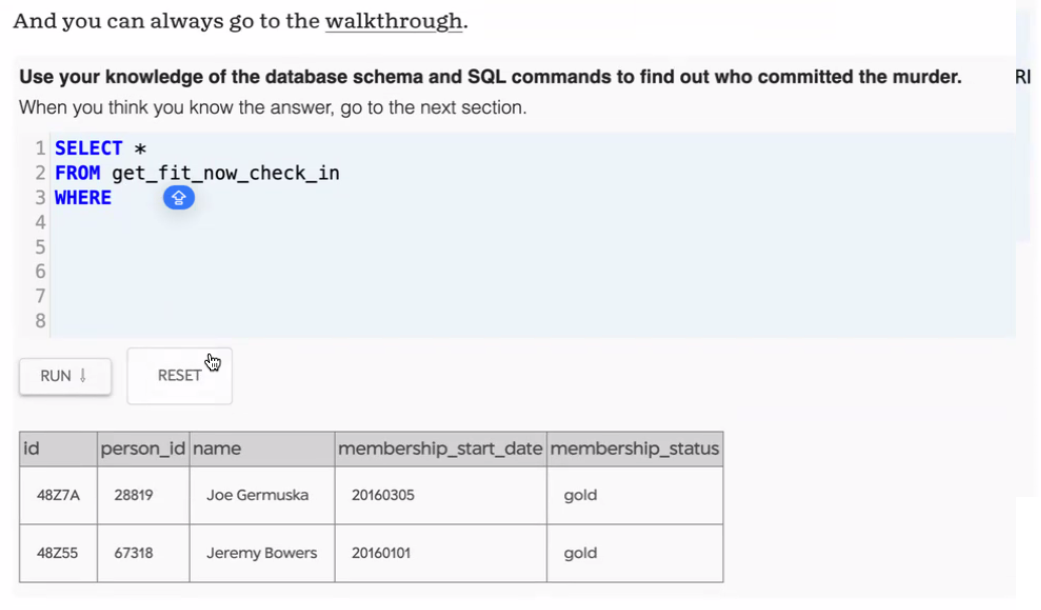 And you can always go to the walkthrough.
Use your knowledge of the database schema and SQL commands to find out who committed the murder.
RI
When you think you know the answer, go to the next section.
1 SELECT *
2 FROM get_fit_now_check_in
3 WHERE
4
5
6
7
8
RUN ↓
RESET
id person_id name membership_start_date membership_status
48Z7A 28819 Joe Germuska 20160305 gold
48Z55 67318 Jeremy Bowers 20160101 gold